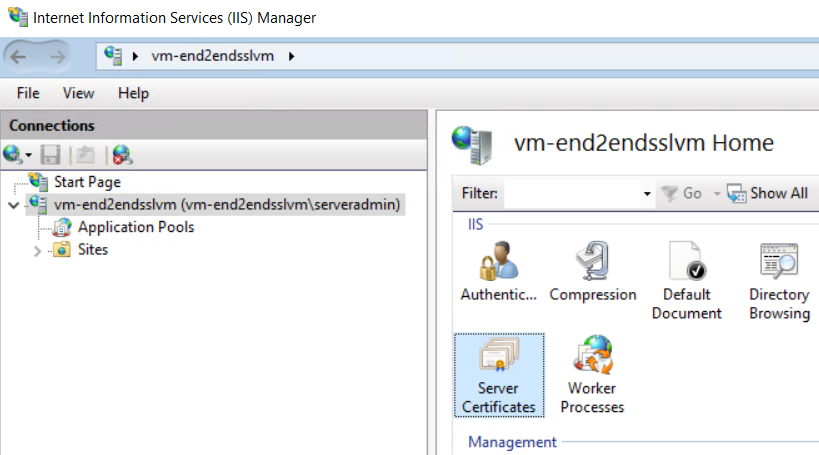 Internet Information Services (IIS) Manager
vm-end2endsslvm
File View Help
Connections
Start Page
vm-end2endsslvm (vm-end2endsslvm\serveradmin)
Application Pools
Sites
vm-end2endsslvm Home
Filter: Go Show All
IIS
Authentic... Compression Default Directory
Document Browsing
Server Worker
Certificates Processes
Management